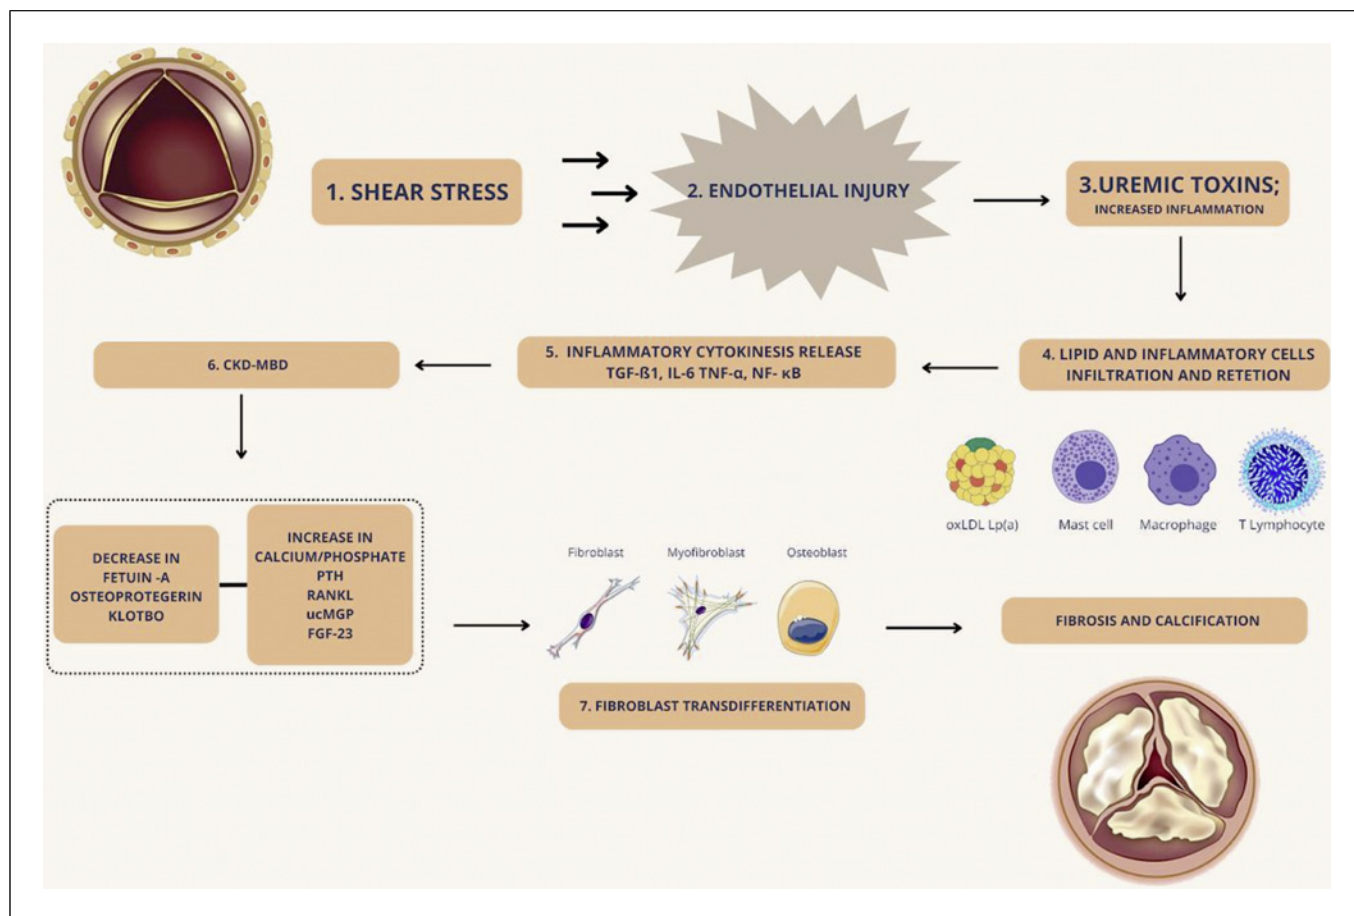 1. SHEAR STRESS
2. ENDOTHELIAL INJURY
3.UREMIC TOXINS;
INCREASED INFLAMMATION
4. LIPID AND INFLAMMATORY CELLS
INFILTRATION AND RETETION
oxLDL Lp(a)
Mast cell
Macrophage
T Lymphocyte
5. INFLAMMATORY CYTOKINESIS RELEASE
TGF-ß1, IL-6 TNF-α, NF- κB
6. CKD-MBD
DECREASE IN
FETUIN -A
OSTEOPROTEGERIN
KLOTBO
INCREASE IN
CALCIUM/PHOSPHATE
PTH
RANKL
ucMGP
FGF-23
Fibroblast
Myofibroblast
Osteoblast
7. FIBROBLAST TRANSDIFFERENTIATION
FIBROSIS AND CALCIFICATION